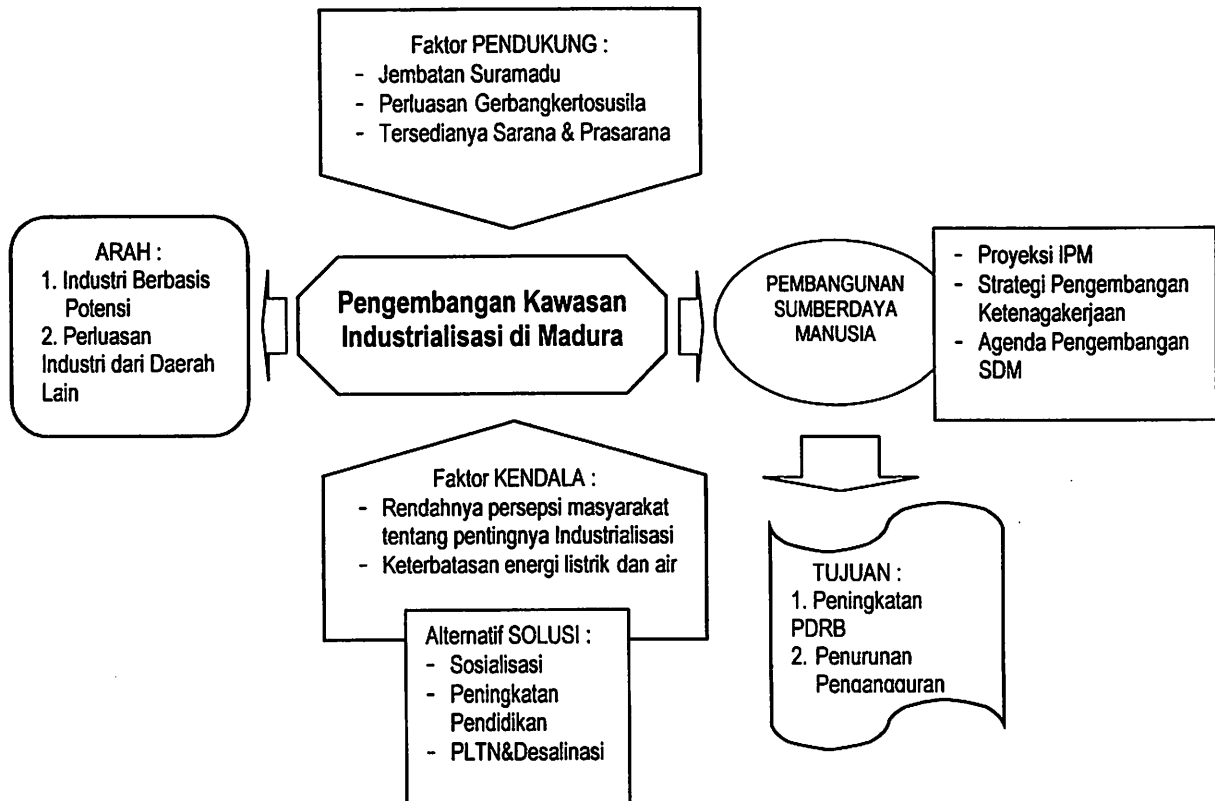 Faktor PENDUKUNG :
- Jembatan Suramadu
- Perluasan Gerbangkertosusila
- Tersedianya Sarana & Prasarana
ARAH :
1. Industri Berbasis
Potensi
2. Perluasan
Industri dari Daerah
Lain
Pengembangan Kawasan
Industrialisasi di Madura
PEMBANGUNAN
SUMBERDAYA
MANUSIA
- Proyeksi IPM
- Strategi Pengembangan
Ketenagakerjaan
- Agenda Pengembangan
SDM
Faktor KENDALA :
- Rendahnya persepsi masyarakat
tentang pentingnya Industrialisasi
- Keterbatasan energi listrik dan air
Alternatif SOLUSI :
- Sosialisasi
- Peningkatan
Pendidikan
- PLTN&Desalinasi
TUJUAN :
1. Peningkatan
PDRB
2. Penurunan
Pengangguran